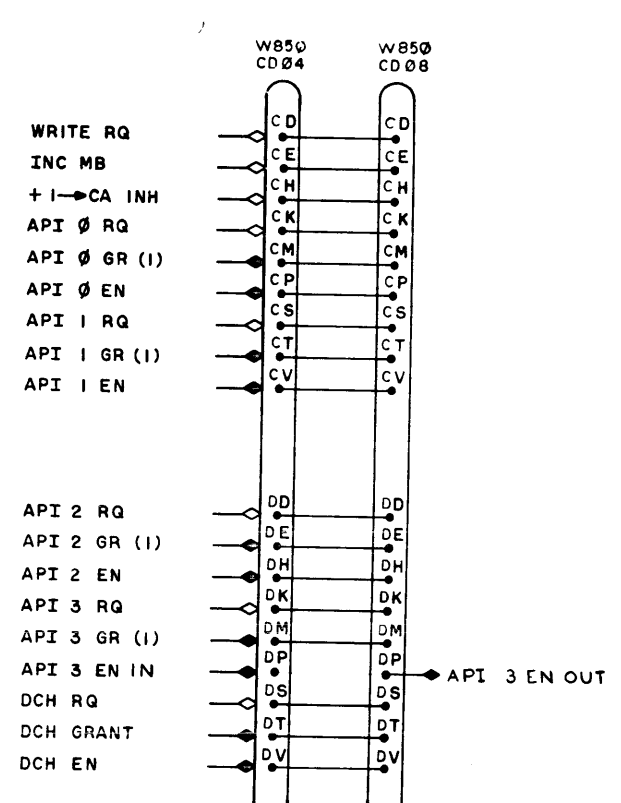 W85Ø W85Ø
CDØ4 CDØ8
WRITE RQ CD CD
INC MB CE CE
+1→CA INH CH CH
API Ø RQ CK CK
API Ø GR (1) CM CM
API Ø EN CP CP
API 1 RQ CS CS
API 1 GR (1) CT CT
API 1 EN CV CV
API 2 RQ DD DD
API 2 GR (1) DE DE
API 2 EN DH DH
API 3 RQ DK DK
API 3 GR (1) DM DM
API 3 EN IN DP DP API 3 EN OUT
DCH RQ DS DS
DCH GRANT DT DT
DCH EN DV DV